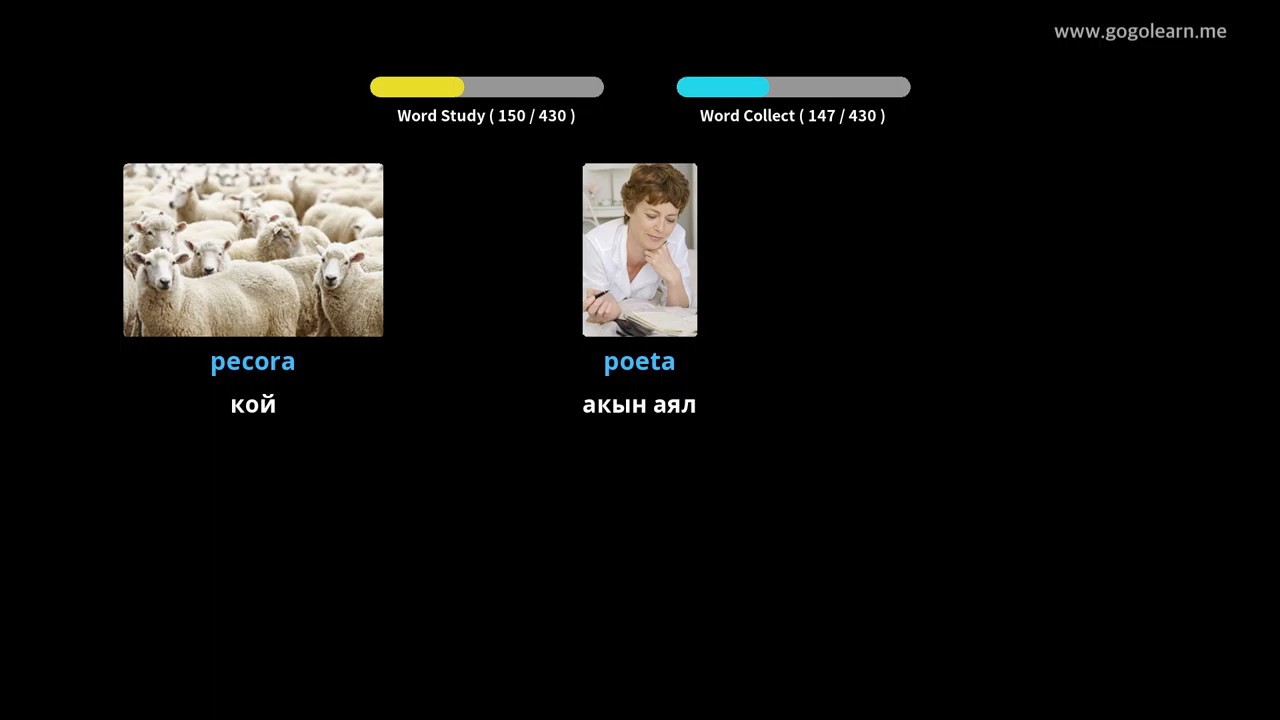 www.gogolearn.me
Word Study ( 150 / 430 )
Word Collect ( 147 / 430 )
pecora
кой
poeta
акын аял